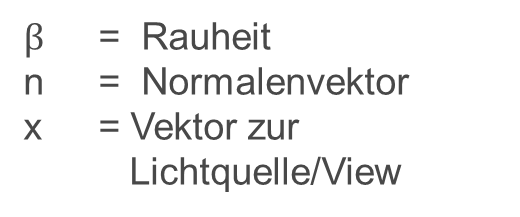 β = Rauheit
n = Normalenvektor
x = Vektor zur
Lichtquelle/View